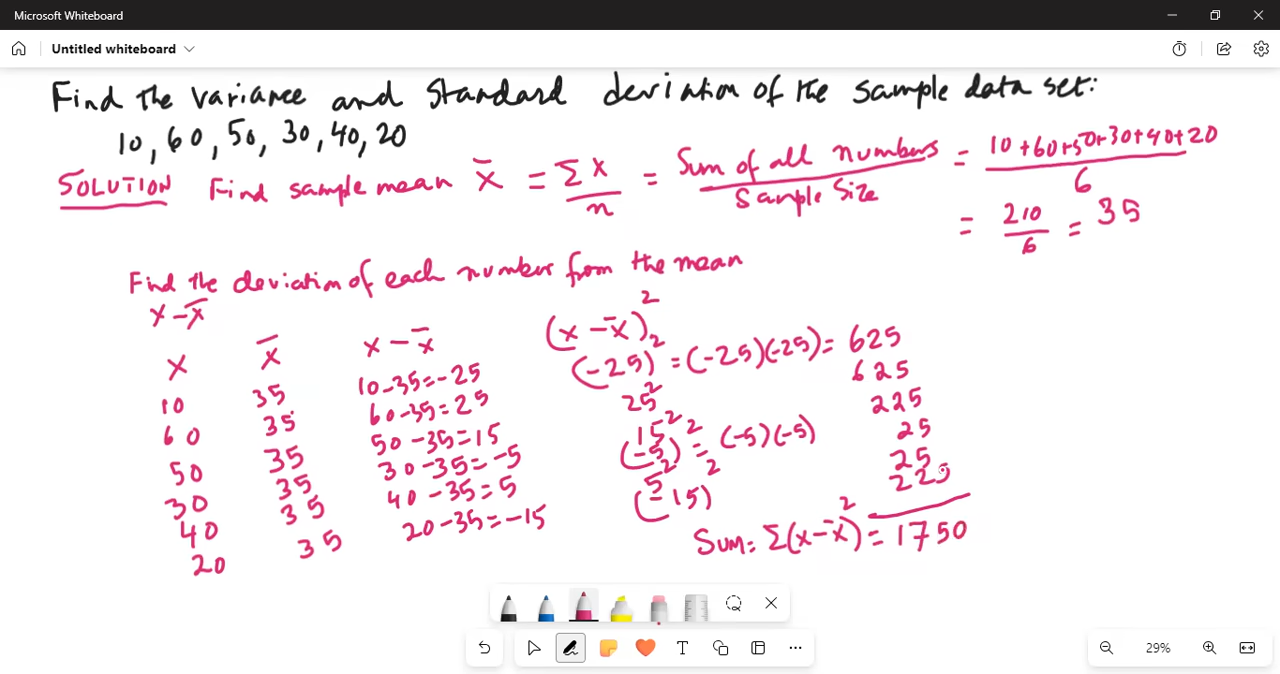 Microsoft Whiteboard
Untitled whiteboard
Find the variance and standard deviation of the sample data set:
10, 60, 50, 30, 40, 20
SOLUTION Find sample mean x̄ = Σx/n = Sum of all numbers/Sample Size = 10+60+50+30+40+20/6
= 210/6 = 35
Find the deviation of each number from the mean
x - x̄
x x̄ x - x̄ (x - x̄)²
10 35 10-35=-25 (-25)² = (-25)(-25) = 625
60 35 60-35=25 25² 625
50 35 50-35=15 15² 225
30 35 30-35=-5 (-5)² = (-5)(-5) 25
40 35 40-35=5 5² 25
20 35 20-35=-15 (-15)² 225
Sum: Σ(x-x̄)² = 1750
29%